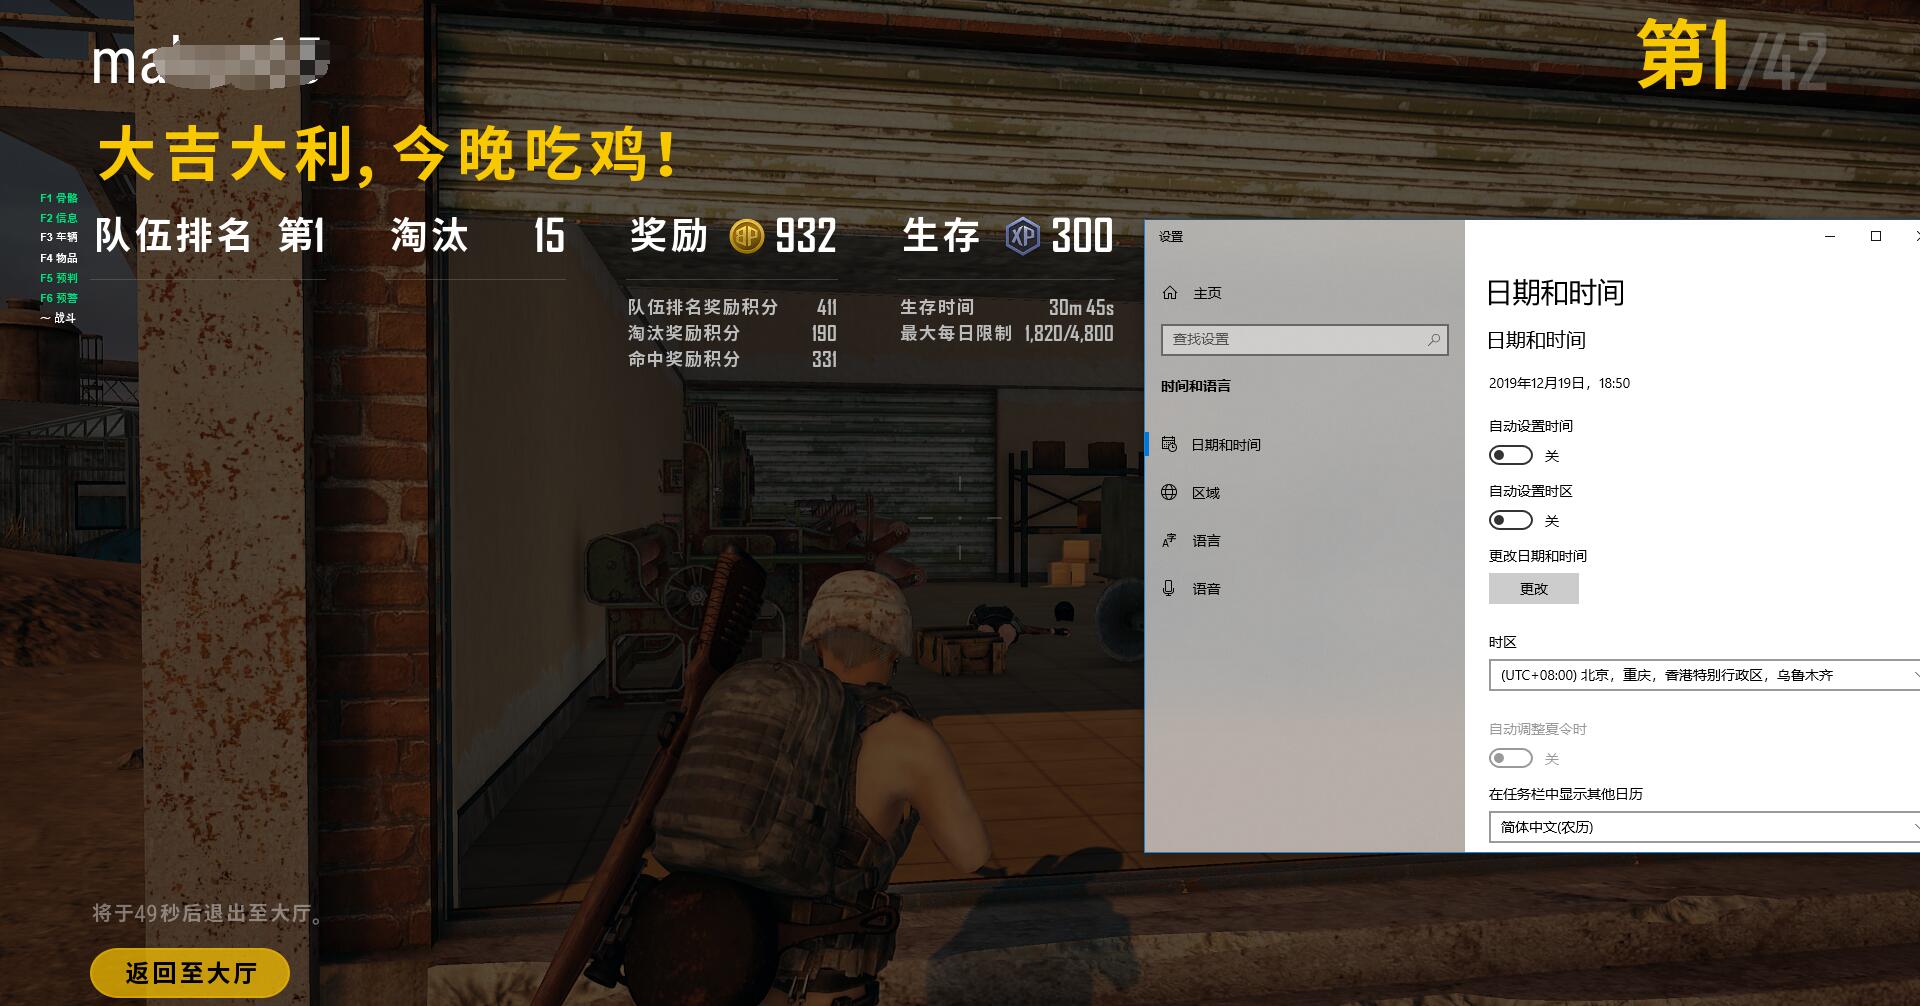 第1/42
大吉大利,今晚吃鸡!
F1 骨骼
F2 信息
F3 车辆
F4 物品
F5 预判
F6 预警
~ 战斗
队伍排名 第1
淘汰 15
奖励 BP 932
队伍排名奖励积分 411
淘汰奖励积分 190
命中奖励积分 331
生存 XP 300
生存时间 30m 45s
最大每日限制 1,820/4,800
将于49秒后退出至大厅。
返回至大厅
设置
主页
查找设置
时间和语言
日期和时间
区域
语言
语音
日期和时间
日期和时间
2019年12月19日，18:50
自动设置时间
关
自动设置时区
关
更改日期和时间
更改
时区
(UTC+08:00) 北京，重庆，香港特别行政区，乌鲁木齐
自动调整夏令时
关
在任务栏中显示其他日历
简体中文(农历)